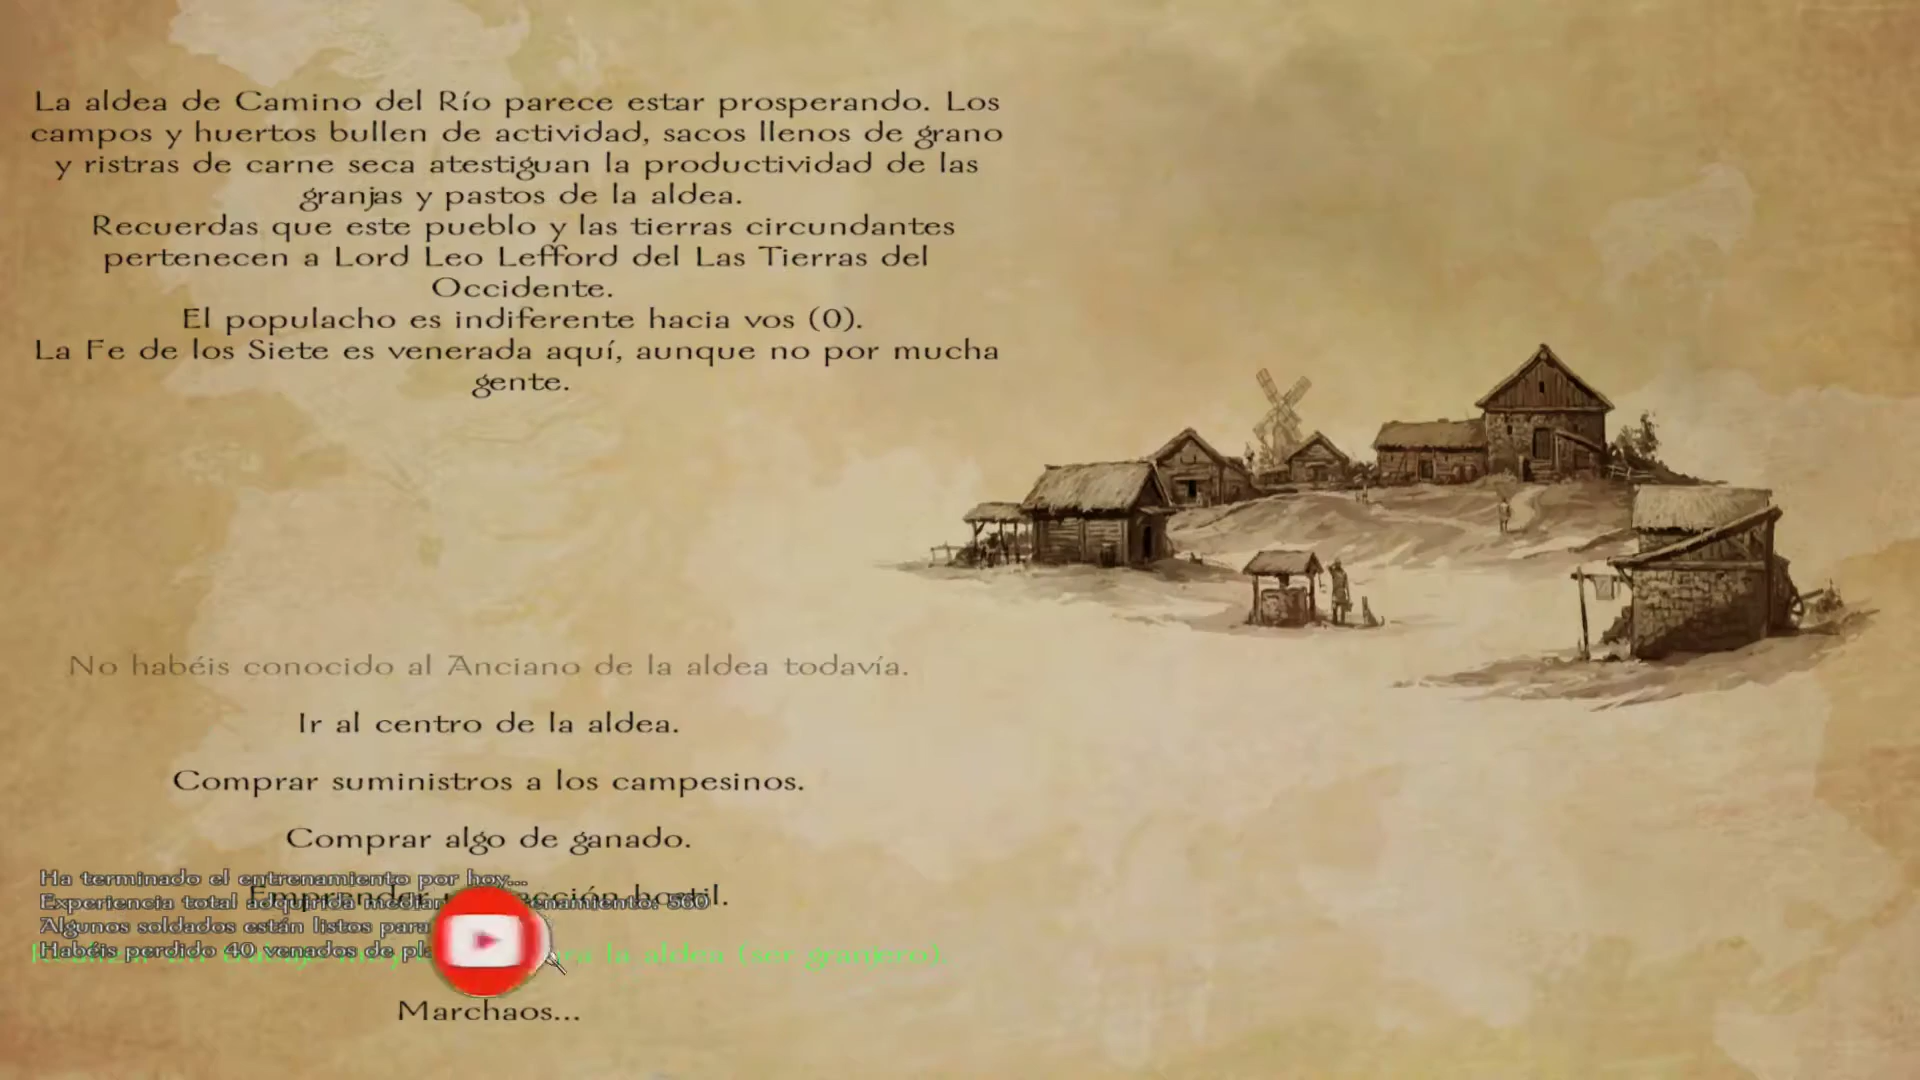 La aldea de Camino del Río parece estar prosperando. Los
campos y huertos bullen de actividad, sacos llenos de grano
y ristras de carne seca atestiguan la productividad de las
granjas y pastos de la aldea.
Recuerdas que este pueblo y las tierras circundantes
pertenecen a Lord Leo Lefford del Las Tierras del
Occidente.
El populacho es indiferente hacia vos (0).
La Fe de los Siete es venerada aquí, aunque no por mucha
gente.
No habéis conocido al Anciano de la aldea todavía.
Ir al centro de la aldea.
Comprar suministros a los campesinos.
Comprar algo de ganado.
Ha terminado el entrenamiento por hoy...
Emprender acción hostil.
Experiencia total adquirida 560
Algunos soldados están listos para
Habéis perdido 40 venados de
la aldea (ser granjero).
Marchaos...